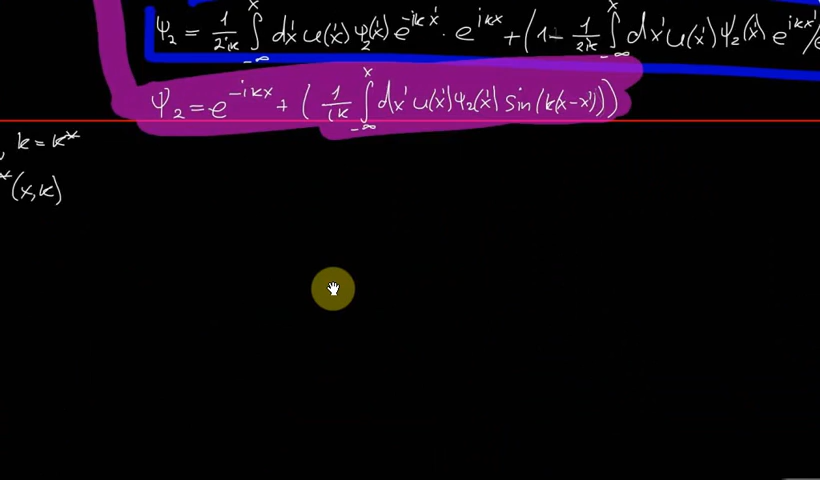 Ψ₂ = 1/2ik ∫_{-∞}^{x} dx' u(x') Ψ₂(x') e^{-ikx'} · e^{ikx} + (1 - 1/2ik ∫_{-∞}^{x} dx' u(x') Ψ₂(x') e^{ikx'}
Ψ₂ = e^{-ikx} + ( 1/ik ∫_{-∞}^{x} dx' u(x') Ψ₂(x') sin(k(x-x')))
, k = k*
*(x,k)